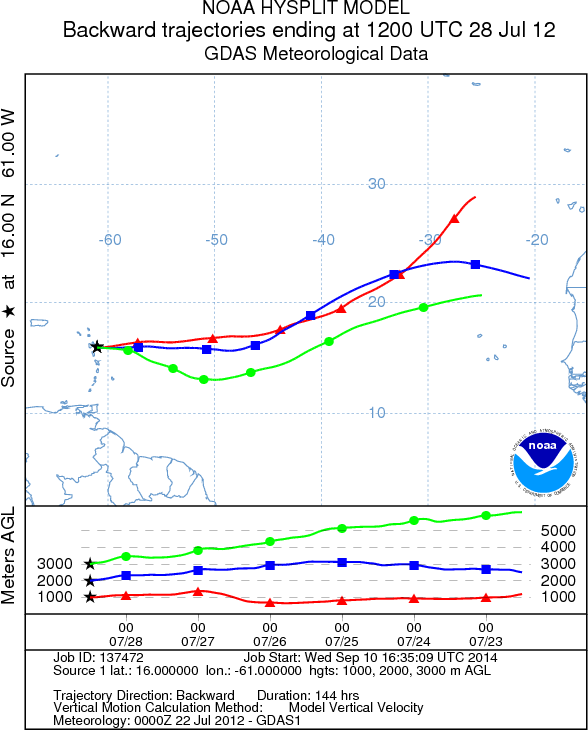 NOAA HYSPLIT MODEL
Backward trajectories ending at 1200 UTC 28 Jul 12
GDAS Meteorological Data
Source ★ at 16.00 N 61.00 W
30
-60 -50 -40 -30 -20
20
10
noaa
Meters AGL
5000
4000
3000 3000
2000 2000
1000 1000
00 00 00 00 00 00
07/28 07/27 07/26 07/25 07/24 07/23
Job ID: 137472 Job Start: Wed Sep 10 16:35:09 UTC 2014
Source 1 lat.: 16.000000 lon.: -61.000000 hgts: 1000, 2000, 3000 m AGL
Trajectory Direction: Backward Duration: 144 hrs
Vertical Motion Calculation Method: Model Vertical Velocity
Meteorology: 0000Z 22 Jul 2012 - GDAS1